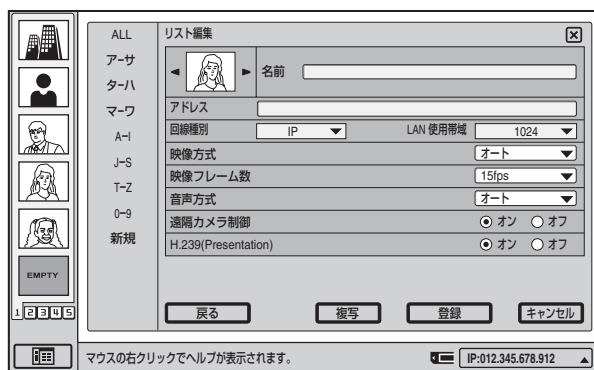 ALL
ア-サ
タ-ハ
マ-ワ
A-I
J-S
T-Z
0-9
新規
EMPTY
1 2 3 4 5
リスト編集
名前
アドレス
回線種別 IP LAN 使用帯域 1024
映像方式 オート
映像フレーム数 15fps
音声方式 オート
遠隔カメラ制御 オン オフ
H.239(Presentation) オン オフ
戻る 複写 登録 キャンセル
マウスの右クリックでヘルプが表示されます。 IP:012.345.678.912